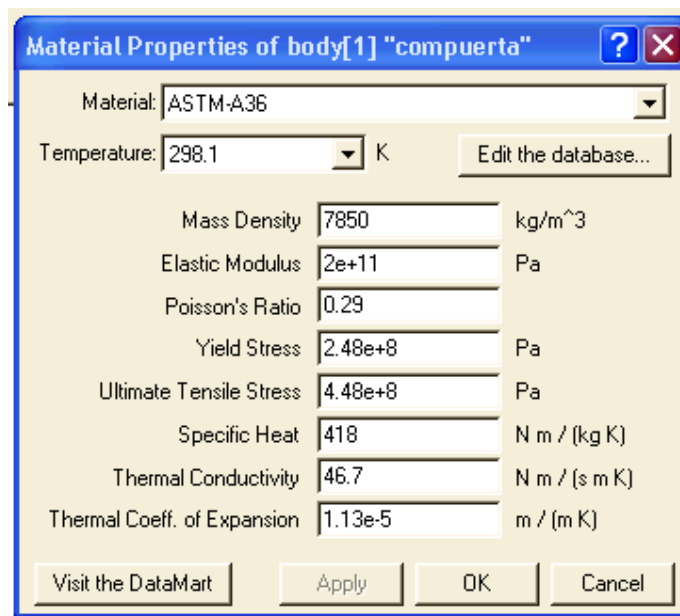 Material Properties of body[1] "compuerta"
Material: ASTM-A36
Temperature: 298.1 K Edit the database...
Mass Density 7850 kg/m^3
Elastic Modulus 2e+11 Pa
Poisson's Ratio 0.29
Yield Stress 2.48e+8 Pa
Ultimate Tensile Stress 4.48e+8 Pa
Specific Heat 418 N m / (kg K)
Thermal Conductivity 46.7 N m / (s m K)
Thermal Coeff. of Expansion 1.13e-5 m / (m K)
Visit the DataMart Apply OK Cancel